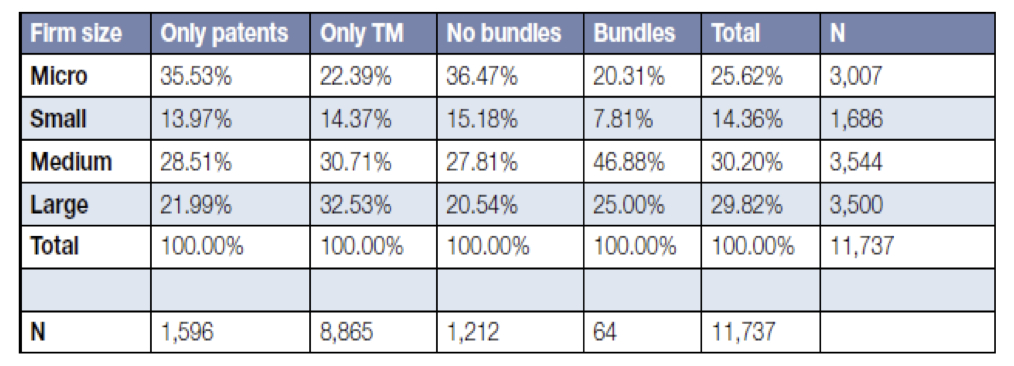 Firm size Only patents Only TM No bundles Bundles Total N
Micro 35.53% 22.39% 36.47% 20.31% 25.62% 3,007
Small 13.97% 14.37% 15.18% 7.81% 14.36% 1,686
Medium 28.51% 30.71% 27.81% 46.88% 30.20% 3,544
Large 21.99% 32.53% 20.54% 25.00% 29.82% 3,500
Total 100.00% 100.00% 100.00% 100.00% 100.00% 11,737
N 1,596 8,865 1,212 64 11,737